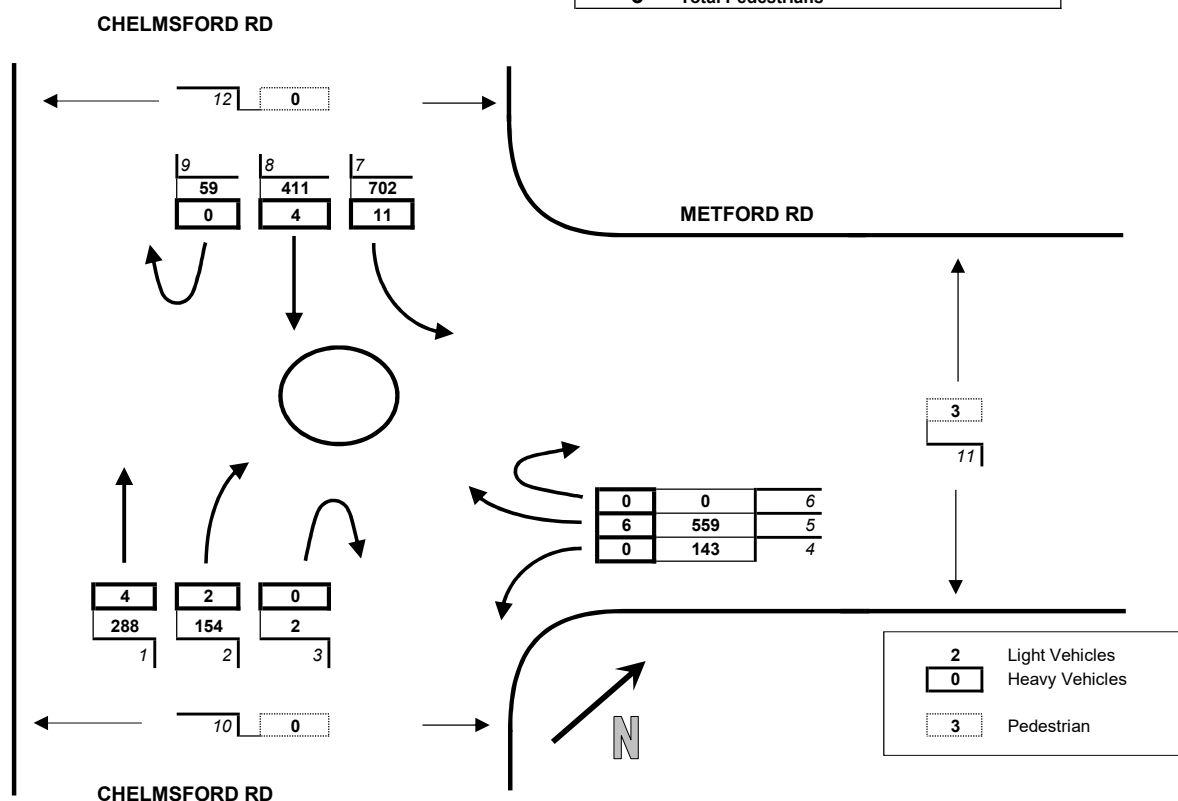 Total Pedestrians
CHELMSFORD RD
12 0
9 8 7
59 411 702
0 4 11
METFORD RD
3
11
0 0 6
6 559 5
0 143 4
4 2 0
288 154 2
1 2 3
2 Light Vehicles
0 Heavy Vehicles
3 Pedestrian
10 0
N
CHELMSFORD RD